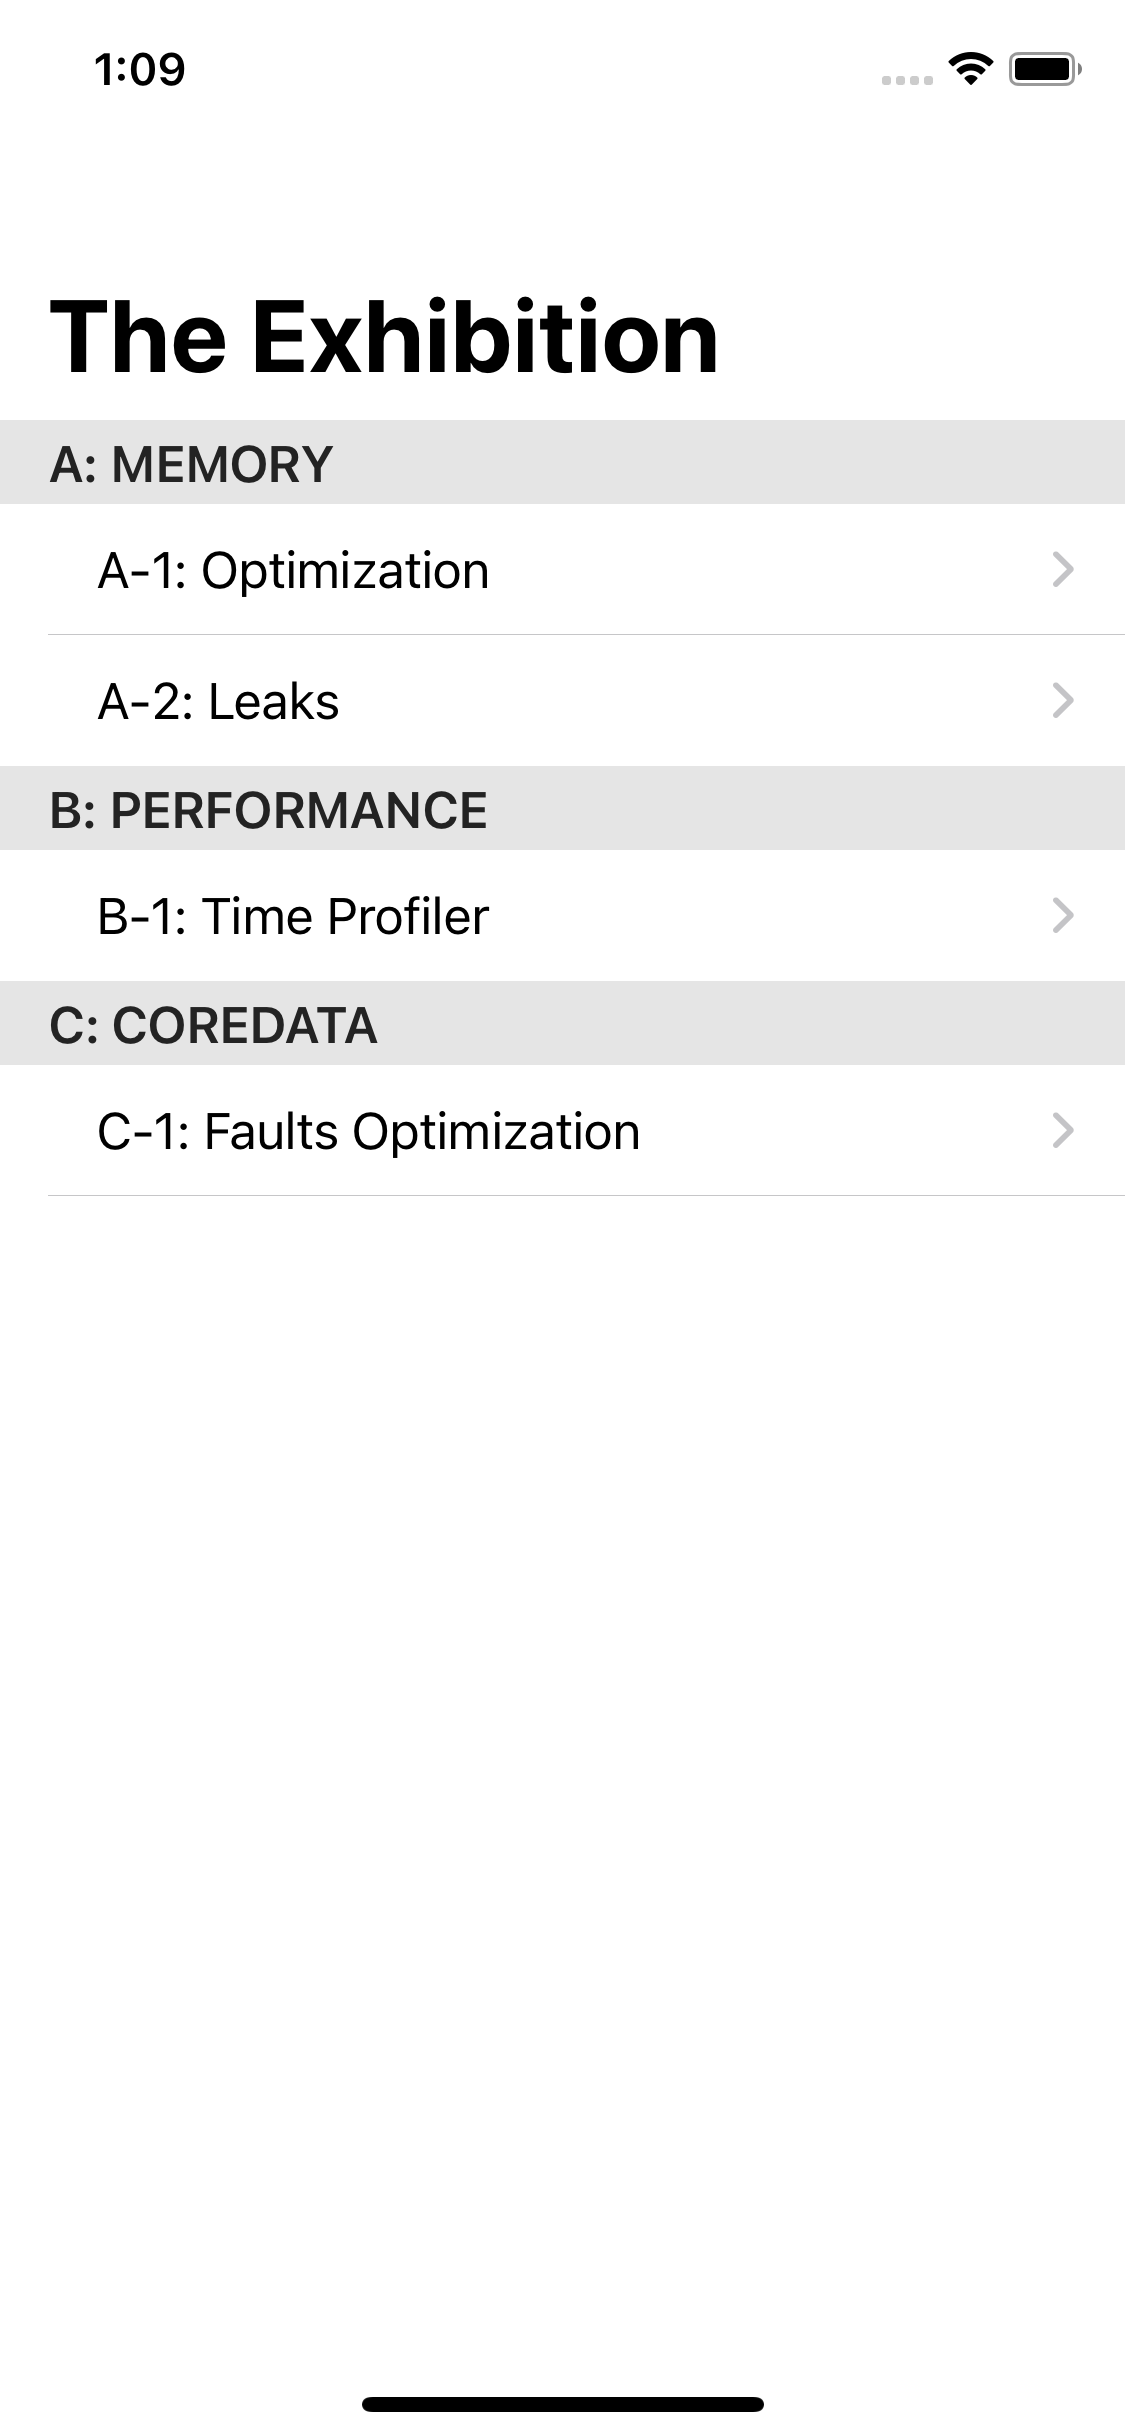 1:09
The Exhibition
A: MEMORY
A-1: Optimization
A-2: Leaks
B: PERFORMANCE
B-1: Time Profiler
C: COREDATA
C-1: Faults Optimization